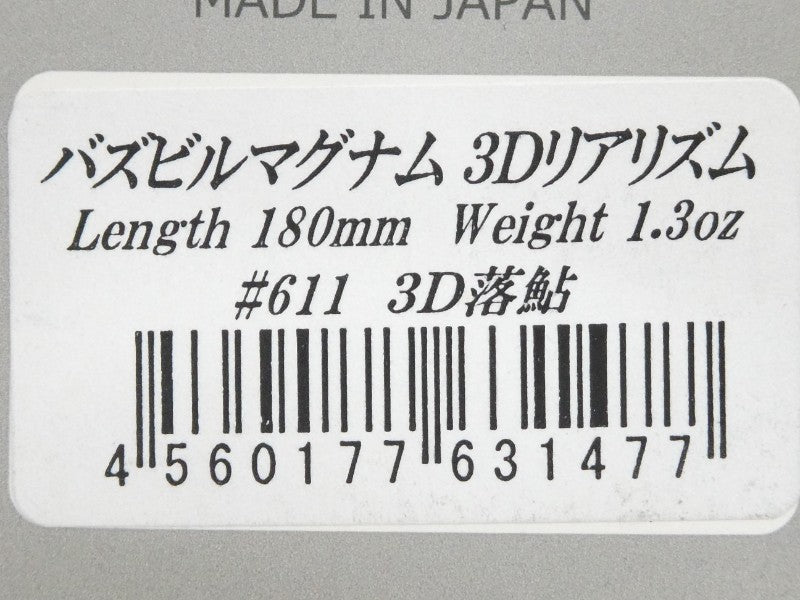 MADE IN JAPAN
バズビルマグナム 3Dリアリズム
Length 180mm Weight 1.3oz
#611 3D落鮎
4 560177 631477